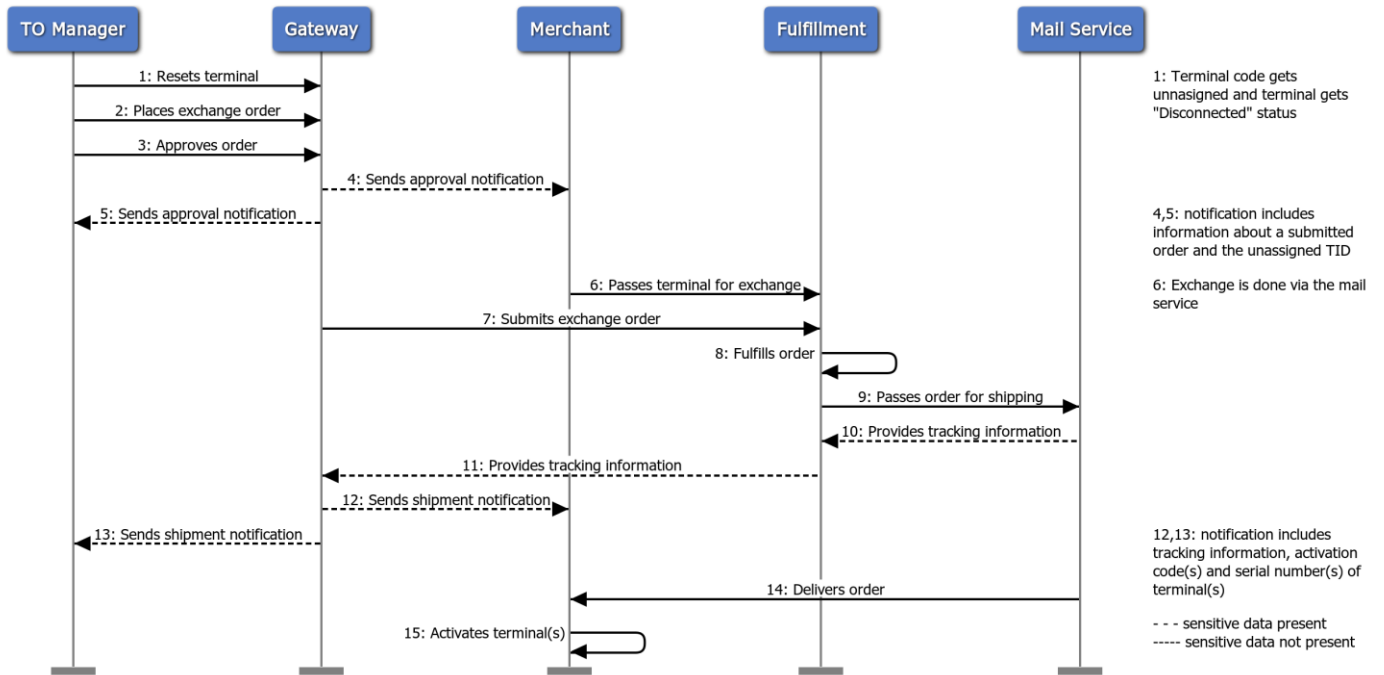 TO Manager
Gateway
Merchant
Fulfillment
Mail Service
1: Resets terminal
2: Places exchange order
3: Approves order
4: Sends approval notification
5: Sends approval notification
6: Passes terminal for exchange
7: Submits exchange order
8: Fulfills order
9: Passes order for shipping
10: Provides tracking information
11: Provides tracking information
12: Sends shipment notification
13: Sends shipment notification
14: Delivers order
15: Activates terminal(s)
1: Terminal code gets
unnasigned and terminal gets
"Disconnected" status
4,5: notification includes
information about a submitted
order and the unassigned TID
6: Exchange is done via the mail
service
12,13: notification includes
tracking information, activation
code(s) and serial number(s) of
terminal(s)
- - - sensitive data present
----- sensitive data not present